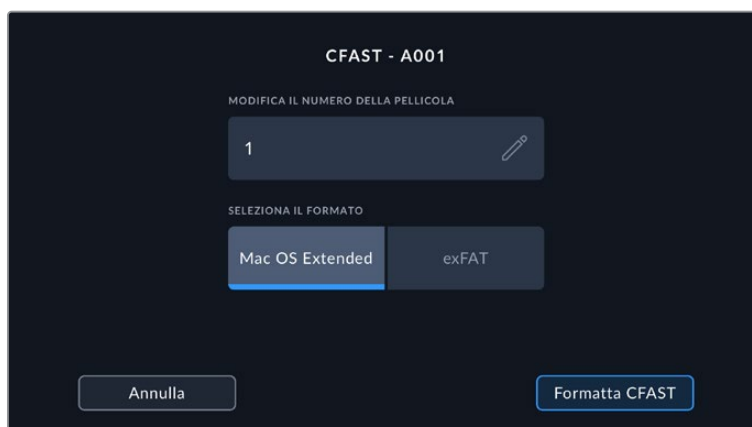 CFAST - A001
MODIFICA IL NUMERO DELLA PELLICOLA
1
SELEZIONA IL FORMATO
Mac OS Extended exFAT
Annulla Formatta CFAST